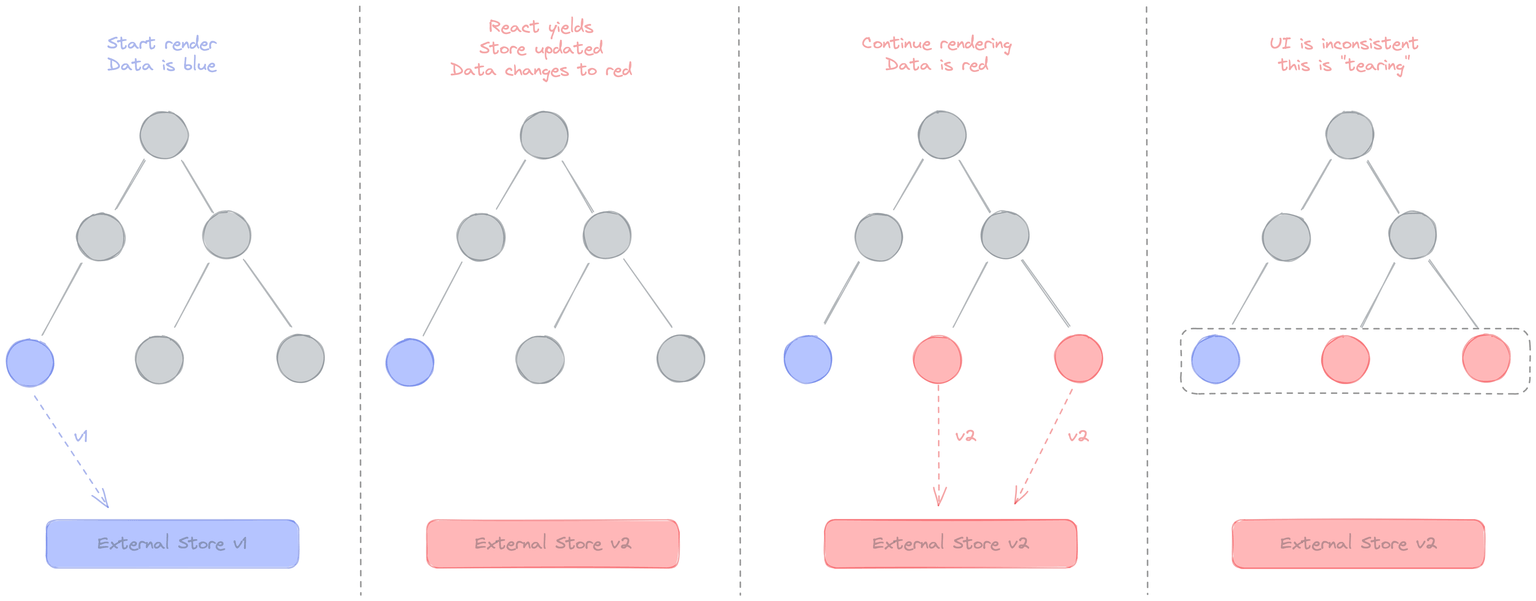 Start render
Data is blue
v1
External Store v1
React yields
Store updated
Data changes to red
External Store v2
Continue rendering
Data is red
v2
v2
External Store v2
UI is inconsistent
this is "tearing"
External Store v2